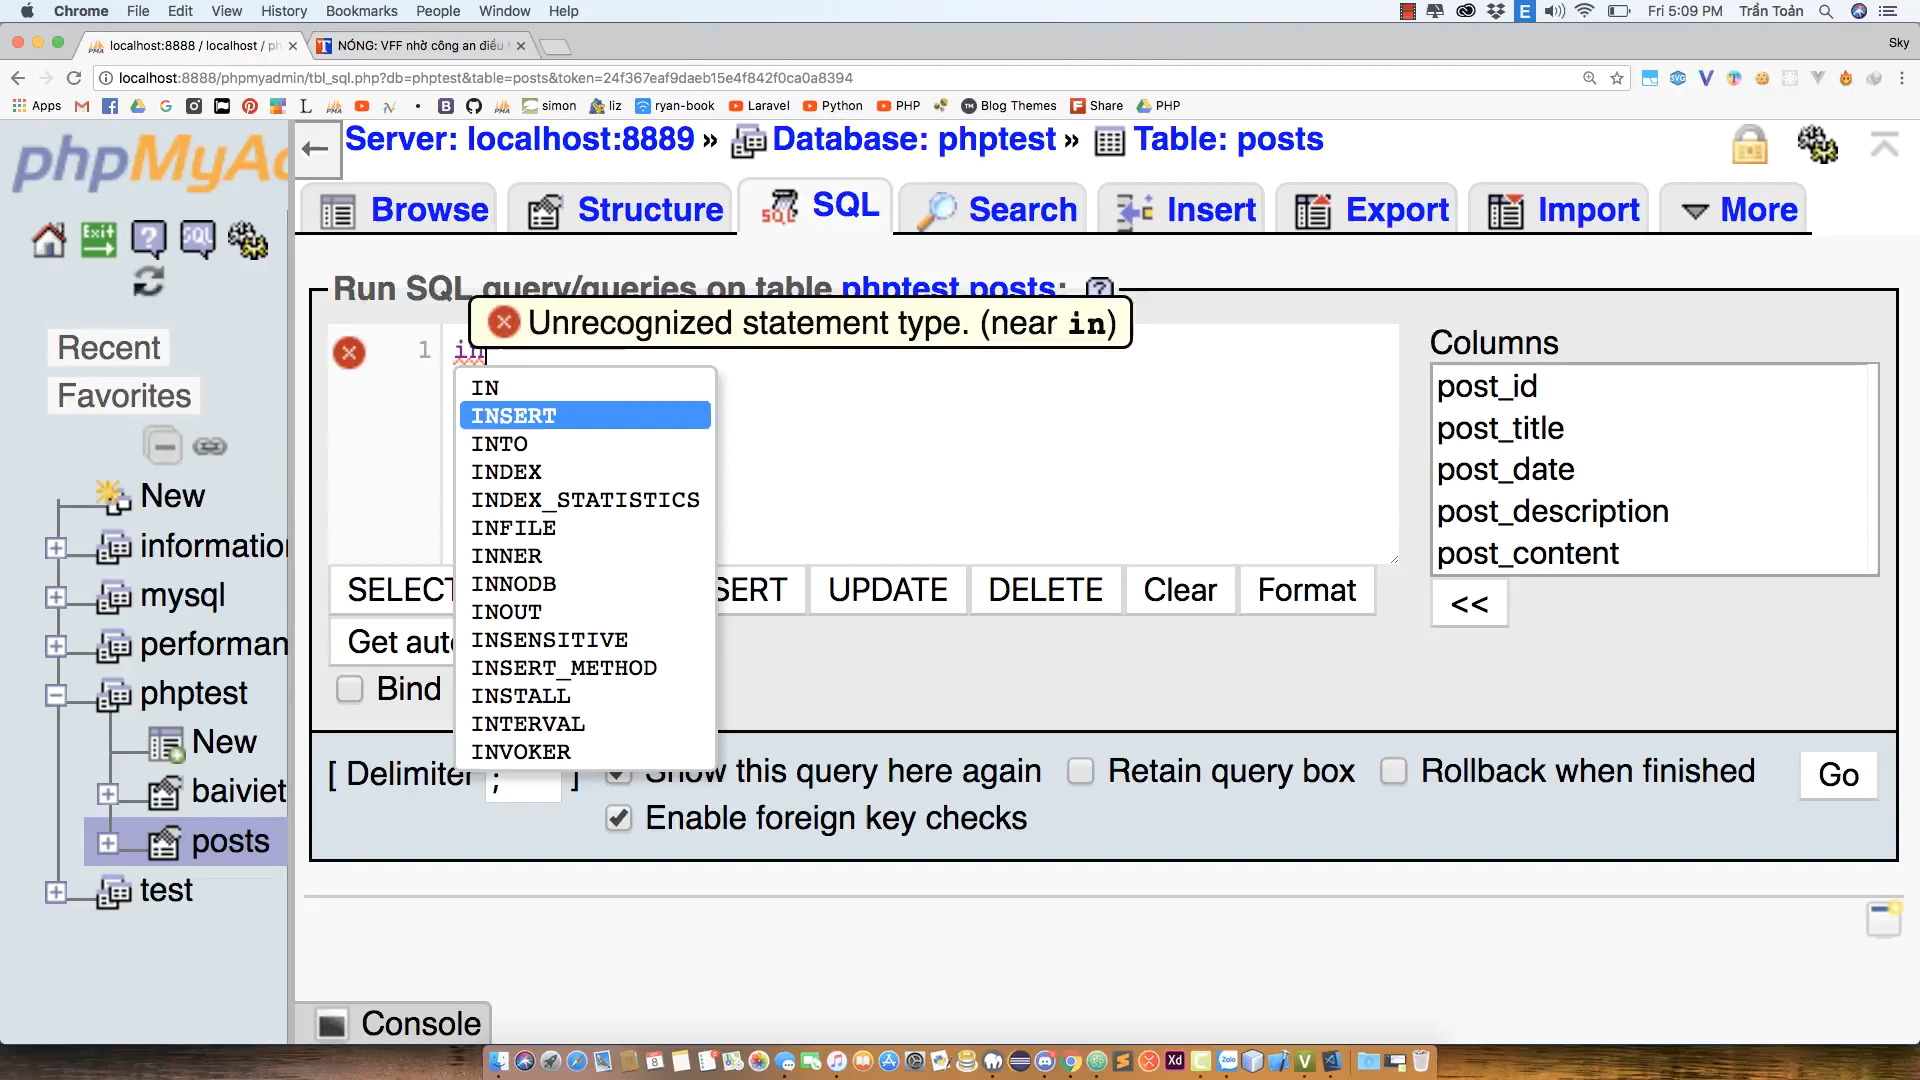 Chrome File Edit View History Bookmarks People Window Help
E Fri 5:09 PM Trần Toản
localhost:8888 / localhost / ph
NÓNG: VFF nhờ công an điều
Sky
localhost:8888/phpmyadmin/tbl_sql.php?db=phptest&table=posts&token=24f367eaf9daeb15e4f842f0ca0a8394
Apps simon liz ryan-book Laravel Python PHP Blog Themes Share PHP
phpMyAd
Server: localhost:8889 » Database: phptest » Table: posts
Browse Structure SQL Search Insert Export Import More
Exit
Recent
Favorites
New
information
mysql
performan
phptest
New
baiviet
posts
test
Run SQL query/queries on table phptest.posts:
Unrecognized statement type. (near in)
1 in
IN
INSERT
INTO
INDEX
INDEX_STATISTICS
INFILE
INNER
INNODB
INOUT
INSENSITIVE
INSERT_METHOD
INSTALL
INTERVAL
INVOKER
Columns
post_id
post_title
post_date
post_description
post_content
<<
SELECT SERT UPDATE DELETE Clear Format
Get auto
Bind
[ Delimiter ; ] Show this query here again Retain query box Rollback when finished Go
Enable foreign key checks
Console